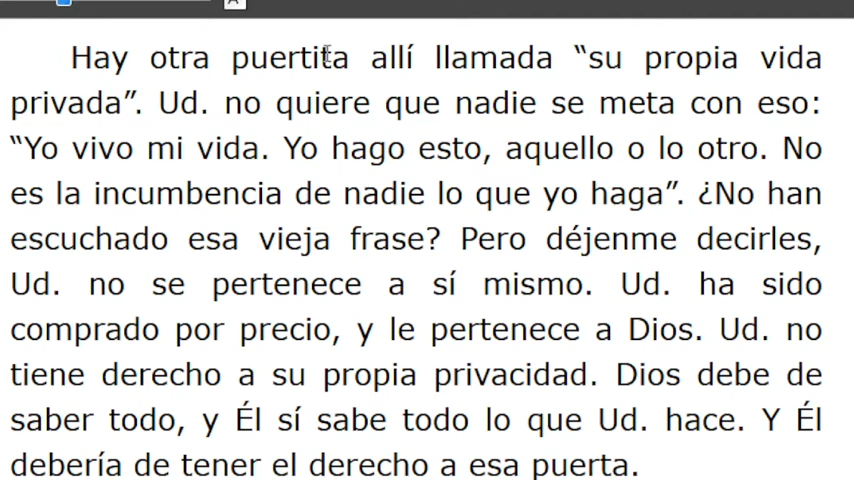 Hay otra puertita allí llamada “su propia vida
privada”. Ud. no quiere que nadie se meta con eso:
“Yo vivo mi vida. Yo hago esto, aquello o lo otro. No
es la incumbencia de nadie lo que yo haga”. ¿No han
escuchado esa vieja frase? Pero déjenme decirles,
Ud. no se pertenece a sí mismo. Ud. ha sido
comprado por precio, y le pertenece a Dios. Ud. no
tiene derecho a su propia privacidad. Dios debe de
saber todo, y Él sí sabe todo lo que Ud. hace. Y Él
debería de tener el derecho a esa puerta.